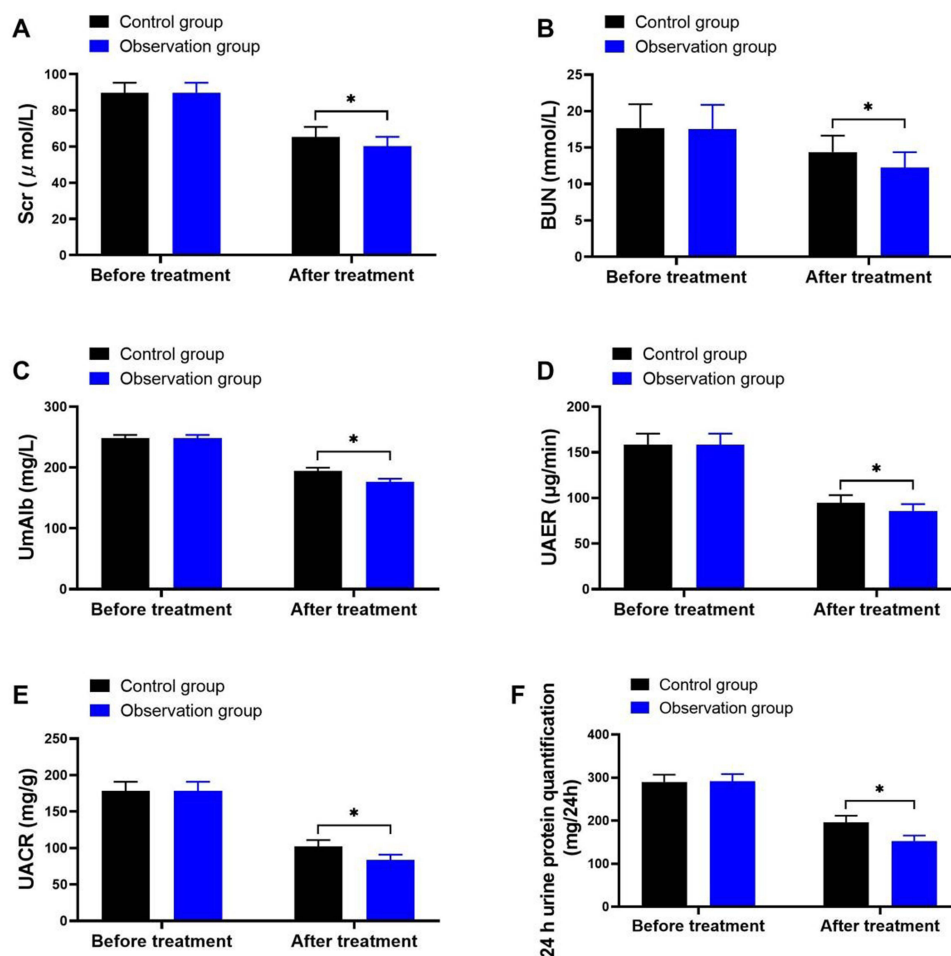 A
Control group
Observation group
Scr ( μ mol/L)
100
80
60
40
20
0
*
Before treatment
After treatment
B
Control group
Observation group
BUN (mmol/L)
25
20
15
10
5
0
*
Before treatment
After treatment
C
Control group
Observation group
UmAlb (mg/L)
300
200
100
0
*
Before treatment
After treatment
D
Control group
Observation group
UAER (μg/min)
150
100
50
0
200
*
Before treatment
After treatment
E
Control group
Observation group
UACR (mg/g)
250
200
150
100
50
0
*
Before treatment
After treatment
F
Control group
Observation group
24 h urine protein quantification
(mg/24h)
400
300
200
100
0
*
Before treatment
After treatment